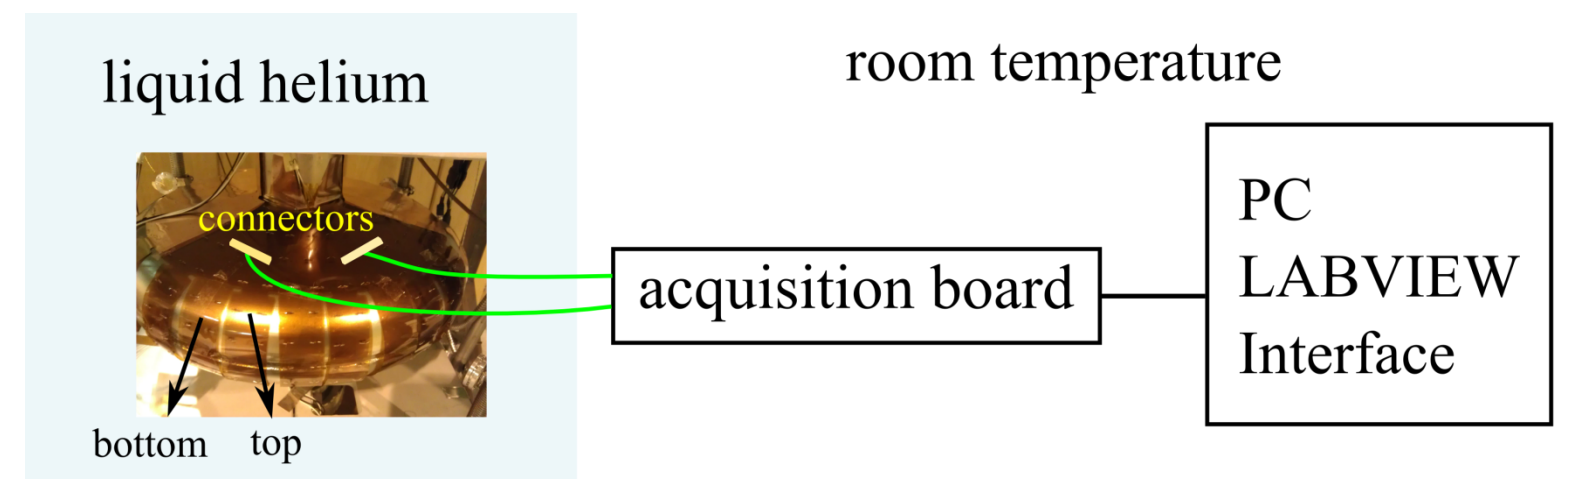 liquid helium
room temperature
connectors
acquisition board
PC
LABVIEW
Interface
bottom
top